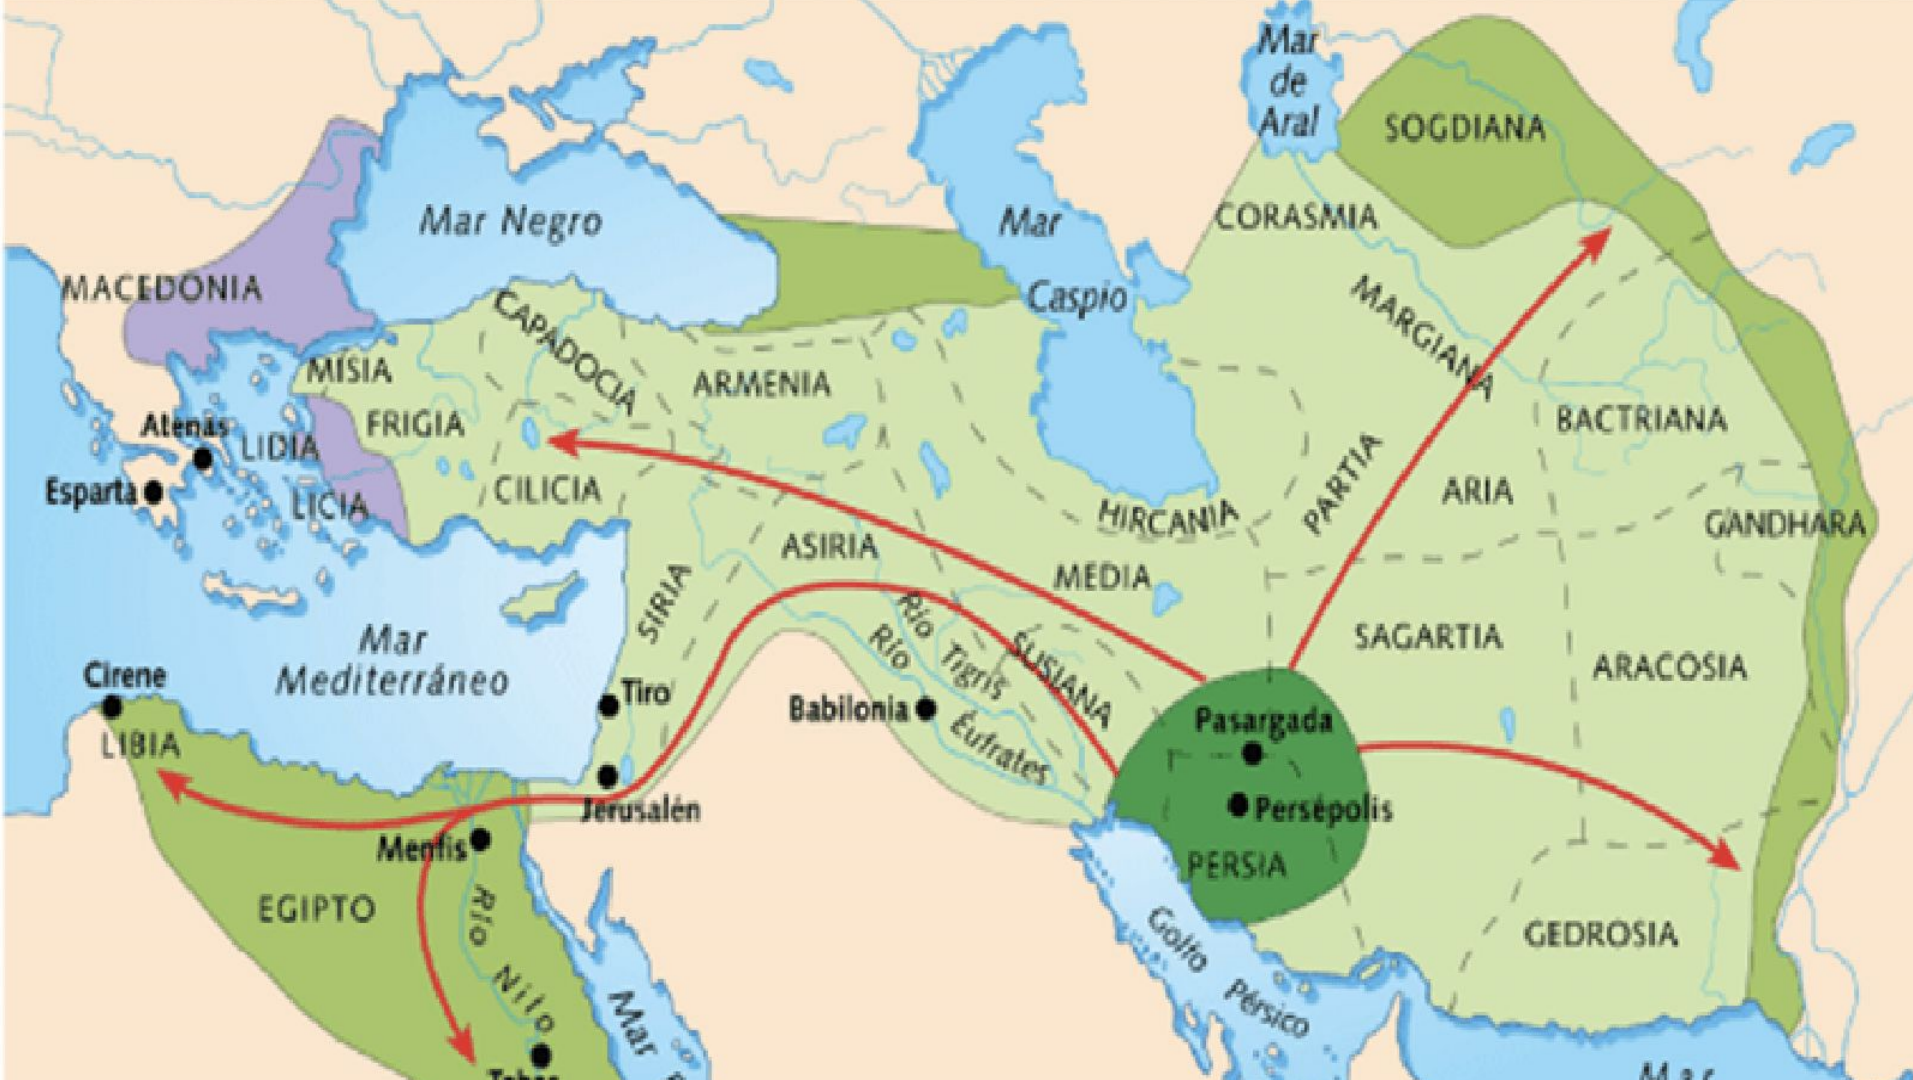 Mar
de
Aral
SOGDIANA
CORASMIA
Mar Negro
Mar
Caspio
MACEDONIA
CAPADOCIA
MARGIANA
MISIA
ARMENIA
FRIGIA
BACTRIANA
Atenas
LIDIA
PARTIA
Esparta
LICIA
CILICIA
ARIA
HIRCANIA
GANDHARA
ASIRIA
MEDIA
SIRIA
Río
Tigris
Río
Éufrates
SUSIANA
SAGARTIA
ARACOSIA
Mar
Mediterráneo
Cirene
Tiro
Babilonia
Pasargada
LIBIA
Jerusalén
Persépolis
Menfis
PERSIA
EGIPTO
Río Nilo
Golfo
Pérsico
GEDROSIA
Mar
Mar